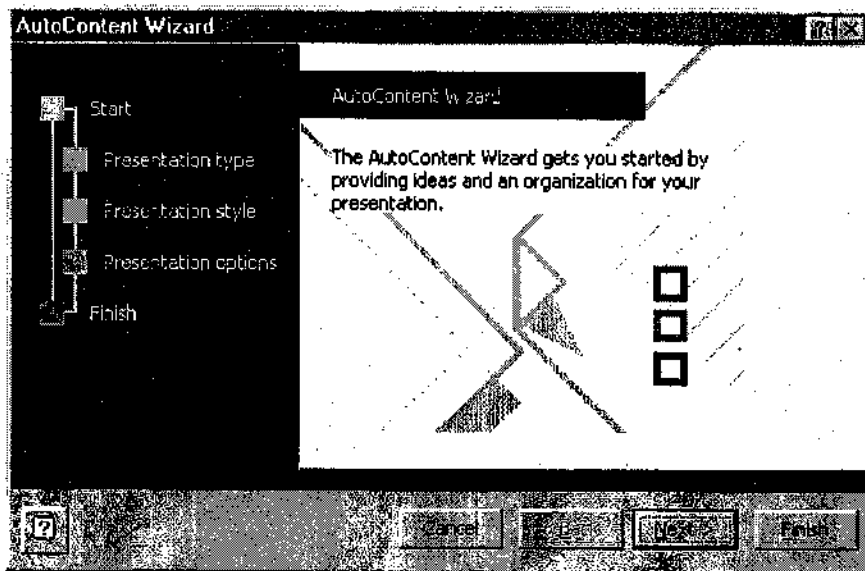 AutoContent Wizard
Start
Presentation type
Presentation style
Presentation options
Finish
AutoContent Wizard
The AutoContent Wizard gets you started by
providing ideas and an organization for your
presentation.
?
Cancel
Next >
Finish